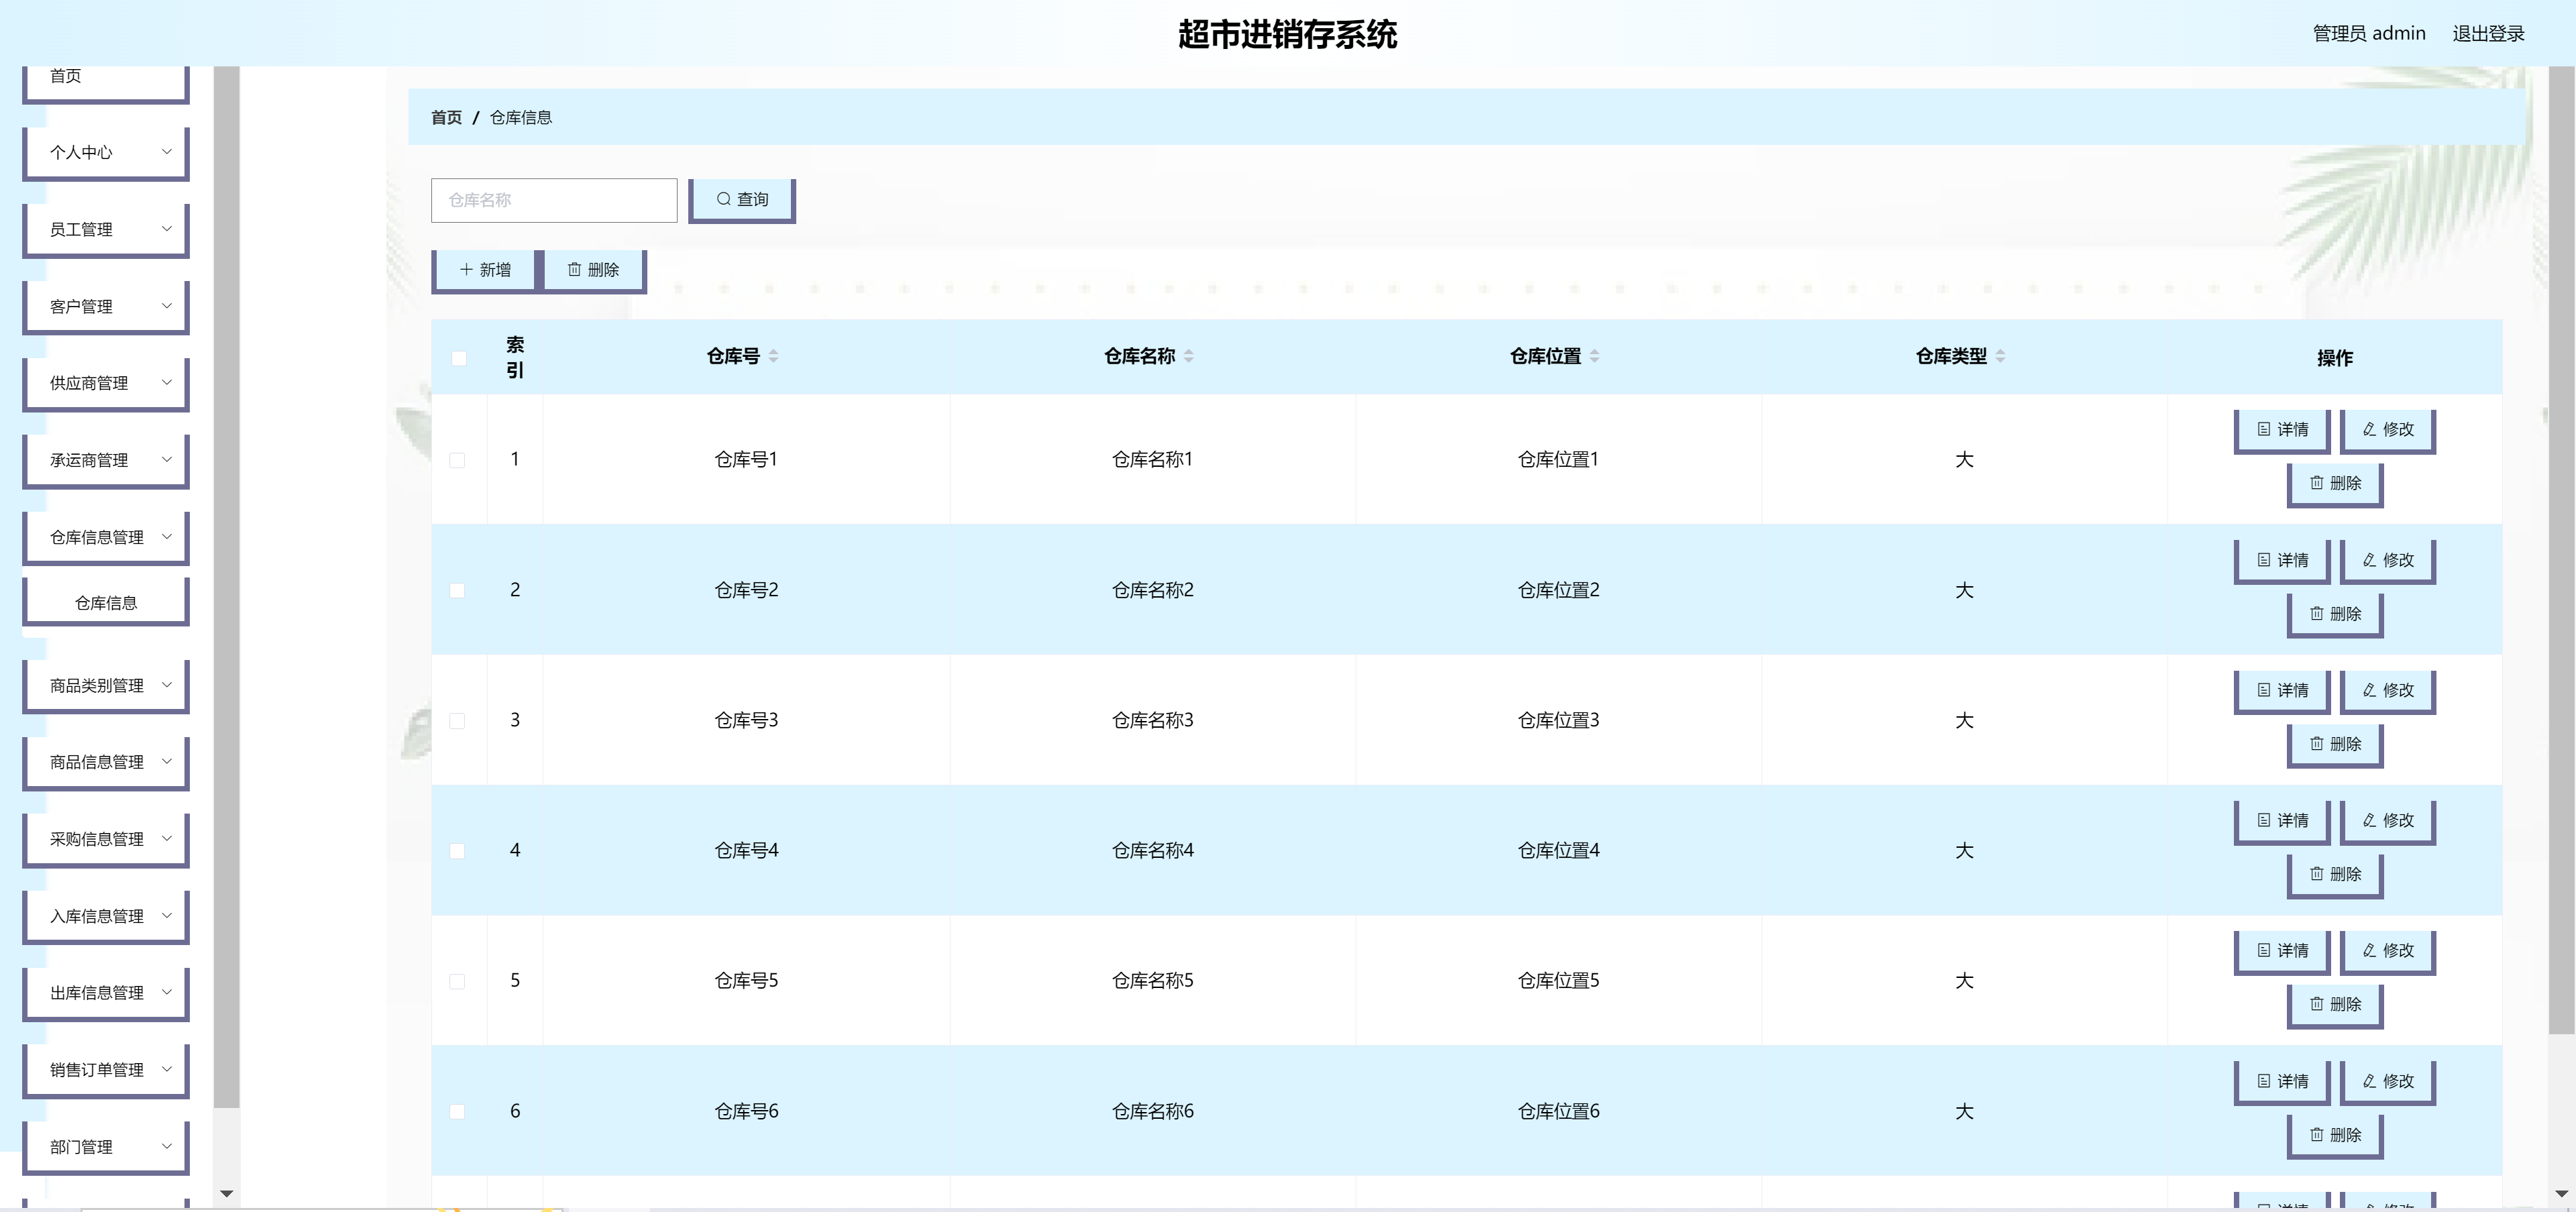 超市进销存系统
管理员 admin 退出登录
首页
个人中心
员工管理
客户管理
供应商管理
承运商管理
仓库信息管理
仓库信息
商品类别管理
商品信息管理
采购信息管理
入库信息管理
出库信息管理
销售订单管理
部门管理
首页 / 仓库信息
仓库名称 查询
新增 删除
索引 仓库号 仓库名称 仓库位置 仓库类型 操作
1 仓库号1 仓库名称1 仓库位置1 大 详情 修改
删除
2 仓库号2 仓库名称2 仓库位置2 大 详情 修改
删除
3 仓库号3 仓库名称3 仓库位置3 大 详情 修改
删除
4 仓库号4 仓库名称4 仓库位置4 大 详情 修改
删除
5 仓库号5 仓库名称5 仓库位置5 大 详情 修改
删除
6 仓库号6 仓库名称6 仓库位置6 大 详情 修改
删除